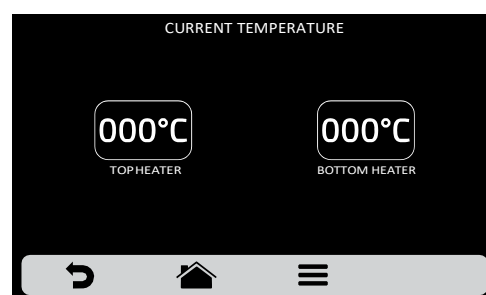 CURRENT TEMPERATURE
000°C 000°C
TOPHEATER BOTTOM HEATER